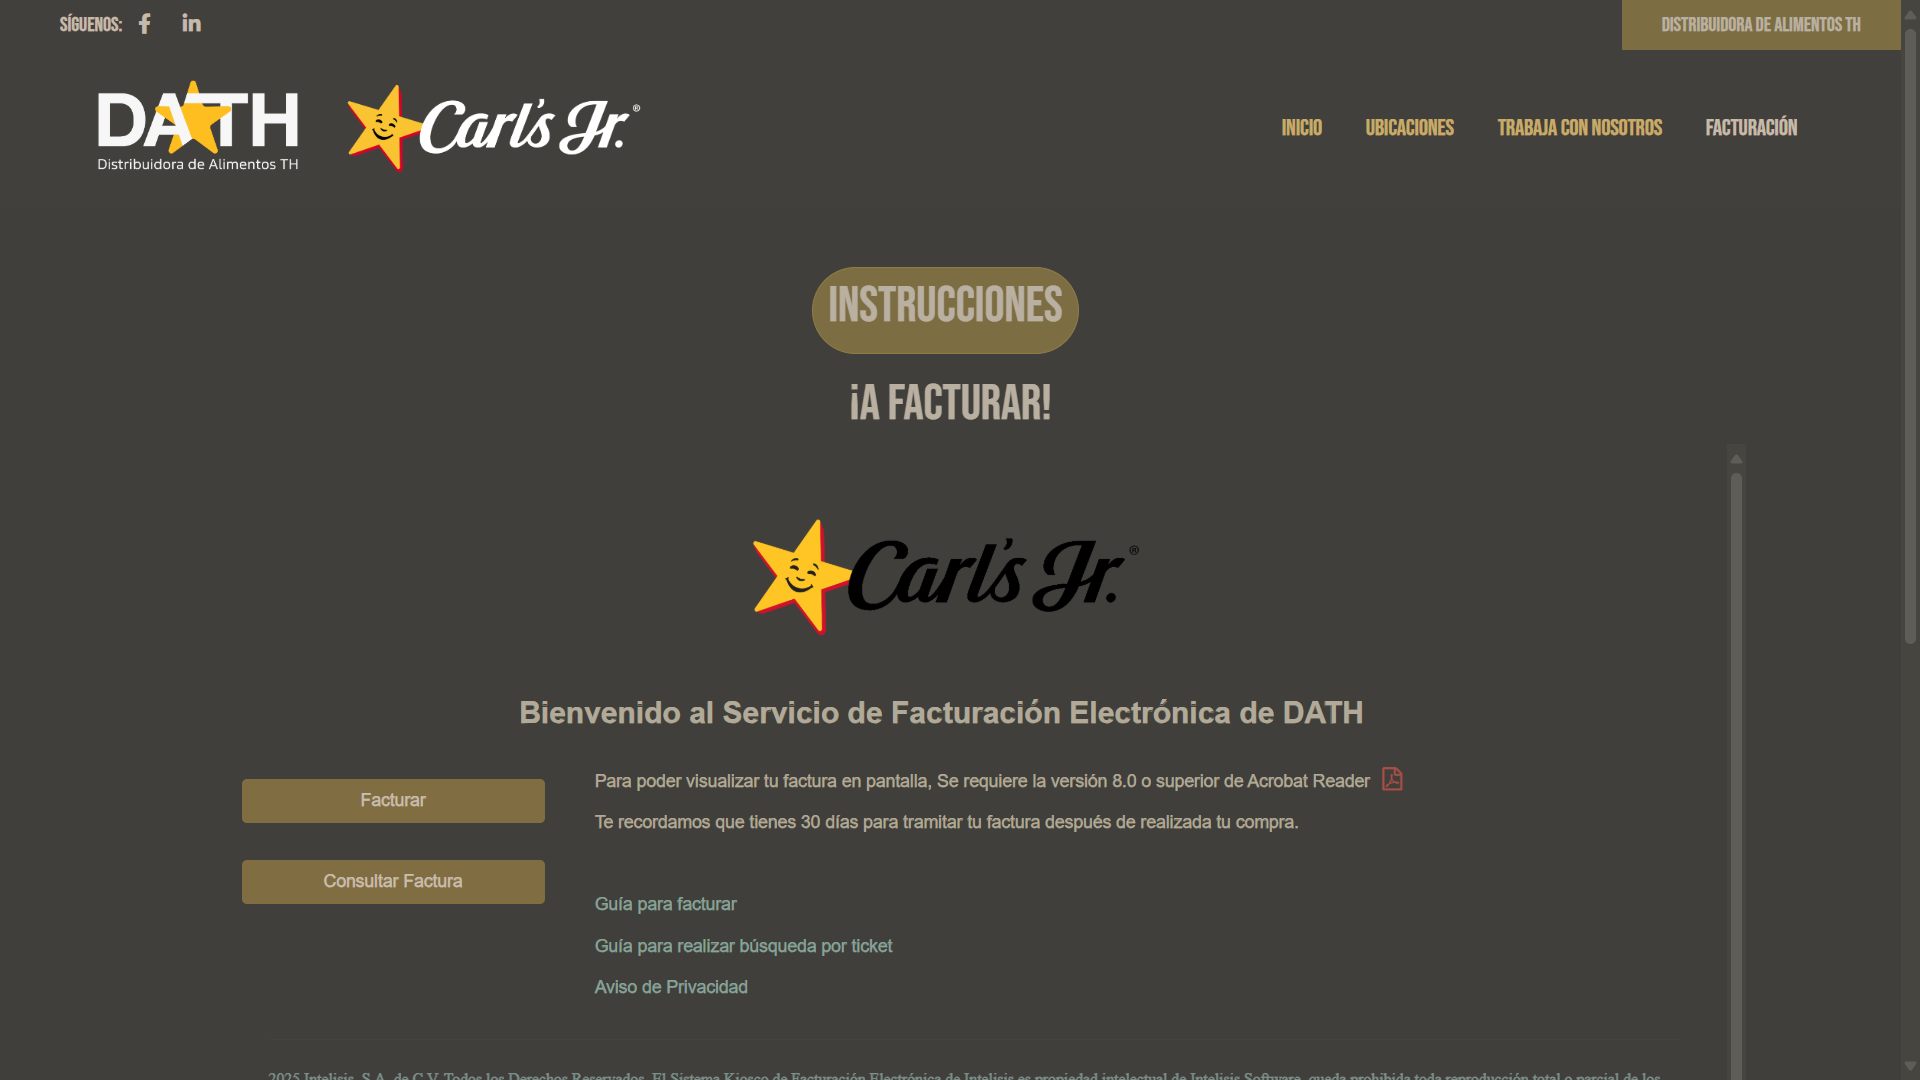 SÍGUENOS:
DISTRIBUIDORA DE ALIMENTOS TH
DATH
Distribuidora de Alimentos TH
Carl's Jr.®
INICIO
UBICACIONES
TRABAJA CON NOSOTROS
FACTURACIÓN
INSTRUCCIONES
¡A FACTURAR!
Carl's Jr.®
Bienvenido al Servicio de Facturación Electrónica de DATH
Facturar
Consultar Factura
Para poder visualizar tu factura en pantalla, Se requiere la versión 8.0 o superior de Acrobat Reader
Te recordamos que tienes 30 días para tramitar tu factura después de realizada tu compra.
Guía para facturar
Guía para realizar búsqueda por ticket
Aviso de Privacidad
2025 Intelisis, S.A. de C.V. Todos los Derechos Reservados. El Sistema Kiosco de Facturación Electrónica de Intelisis es propiedad intelectual de Intelisis Software, queda prohibida toda reproducción total o parcial de los